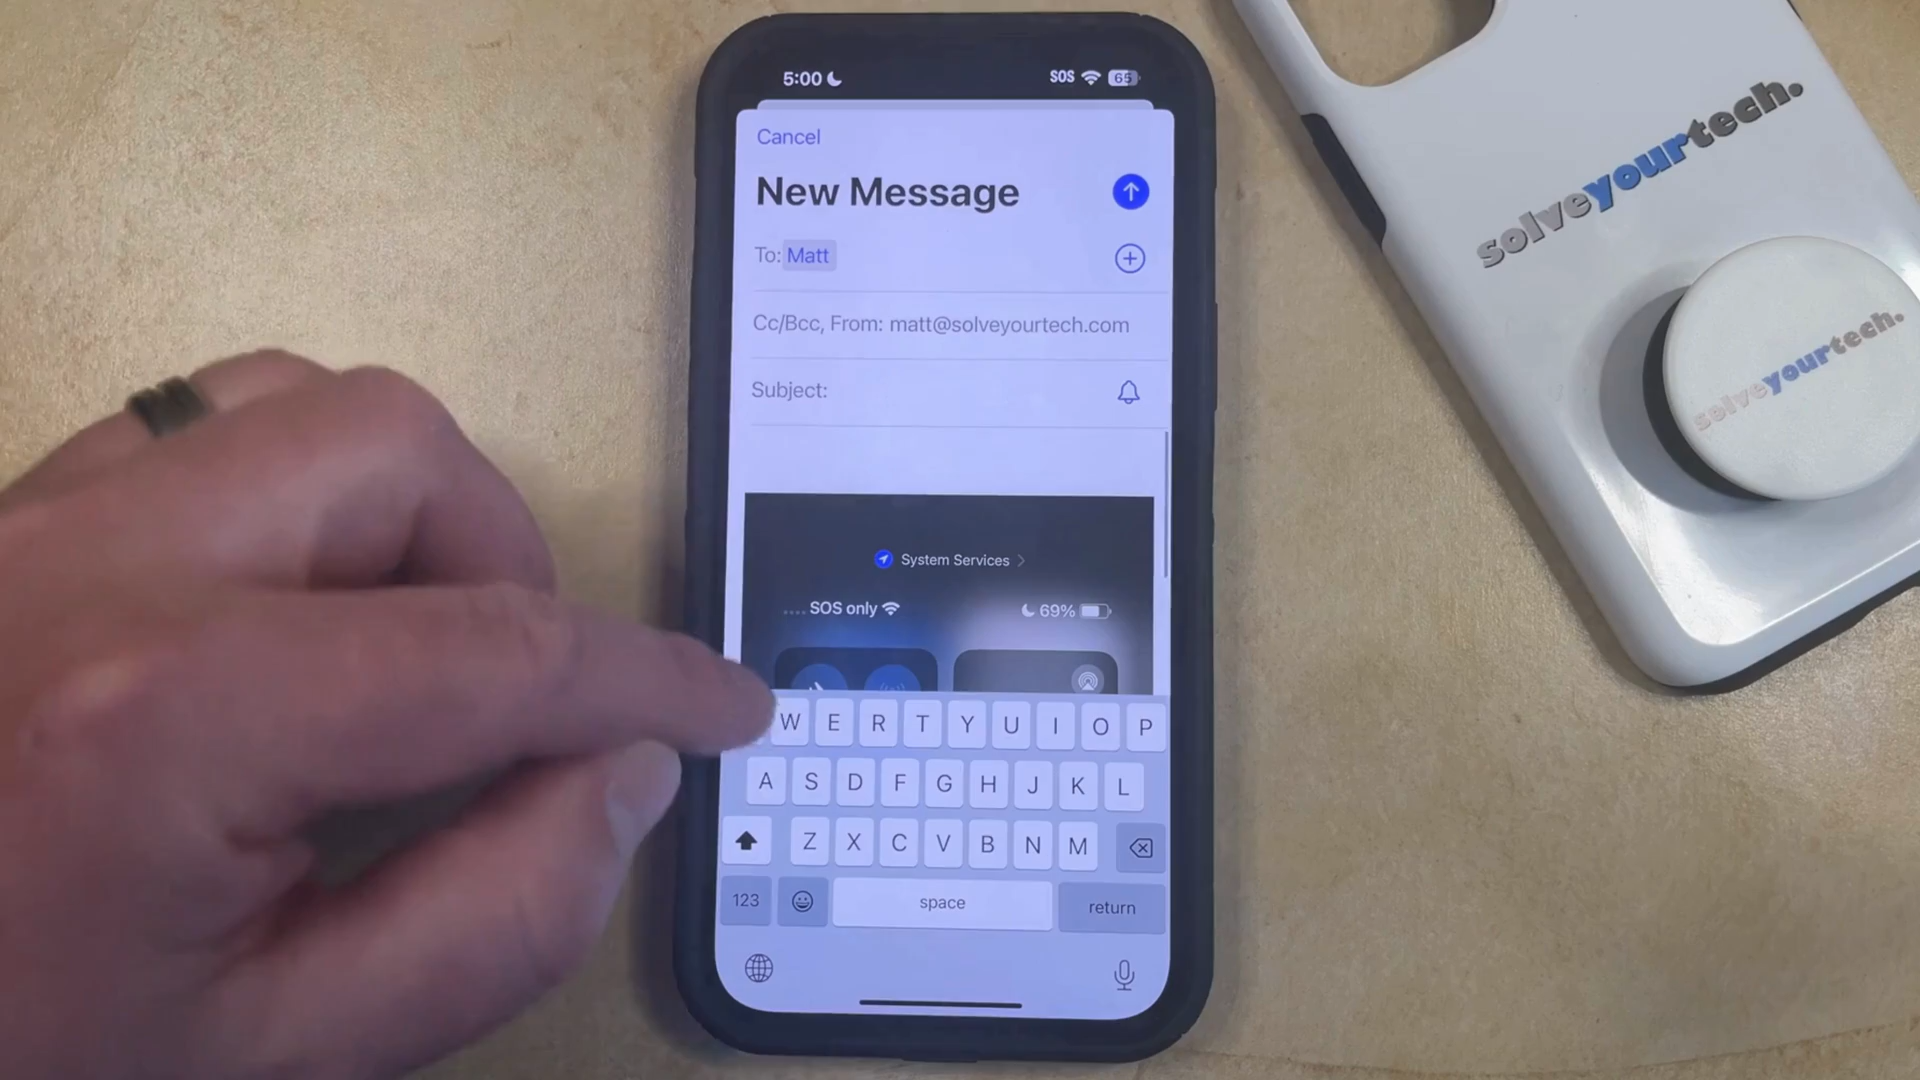 5:00
SOS
65
Cancel
New Message
To: Matt
Cc/Bcc, From: matt@solveyourtech.com
Subject:
System Services
SOS only
69%
W E R T Y U I O P
A S D F G H J K L
Z X C V B N M
123
space
return
solveyourtech.
solveyourtech.